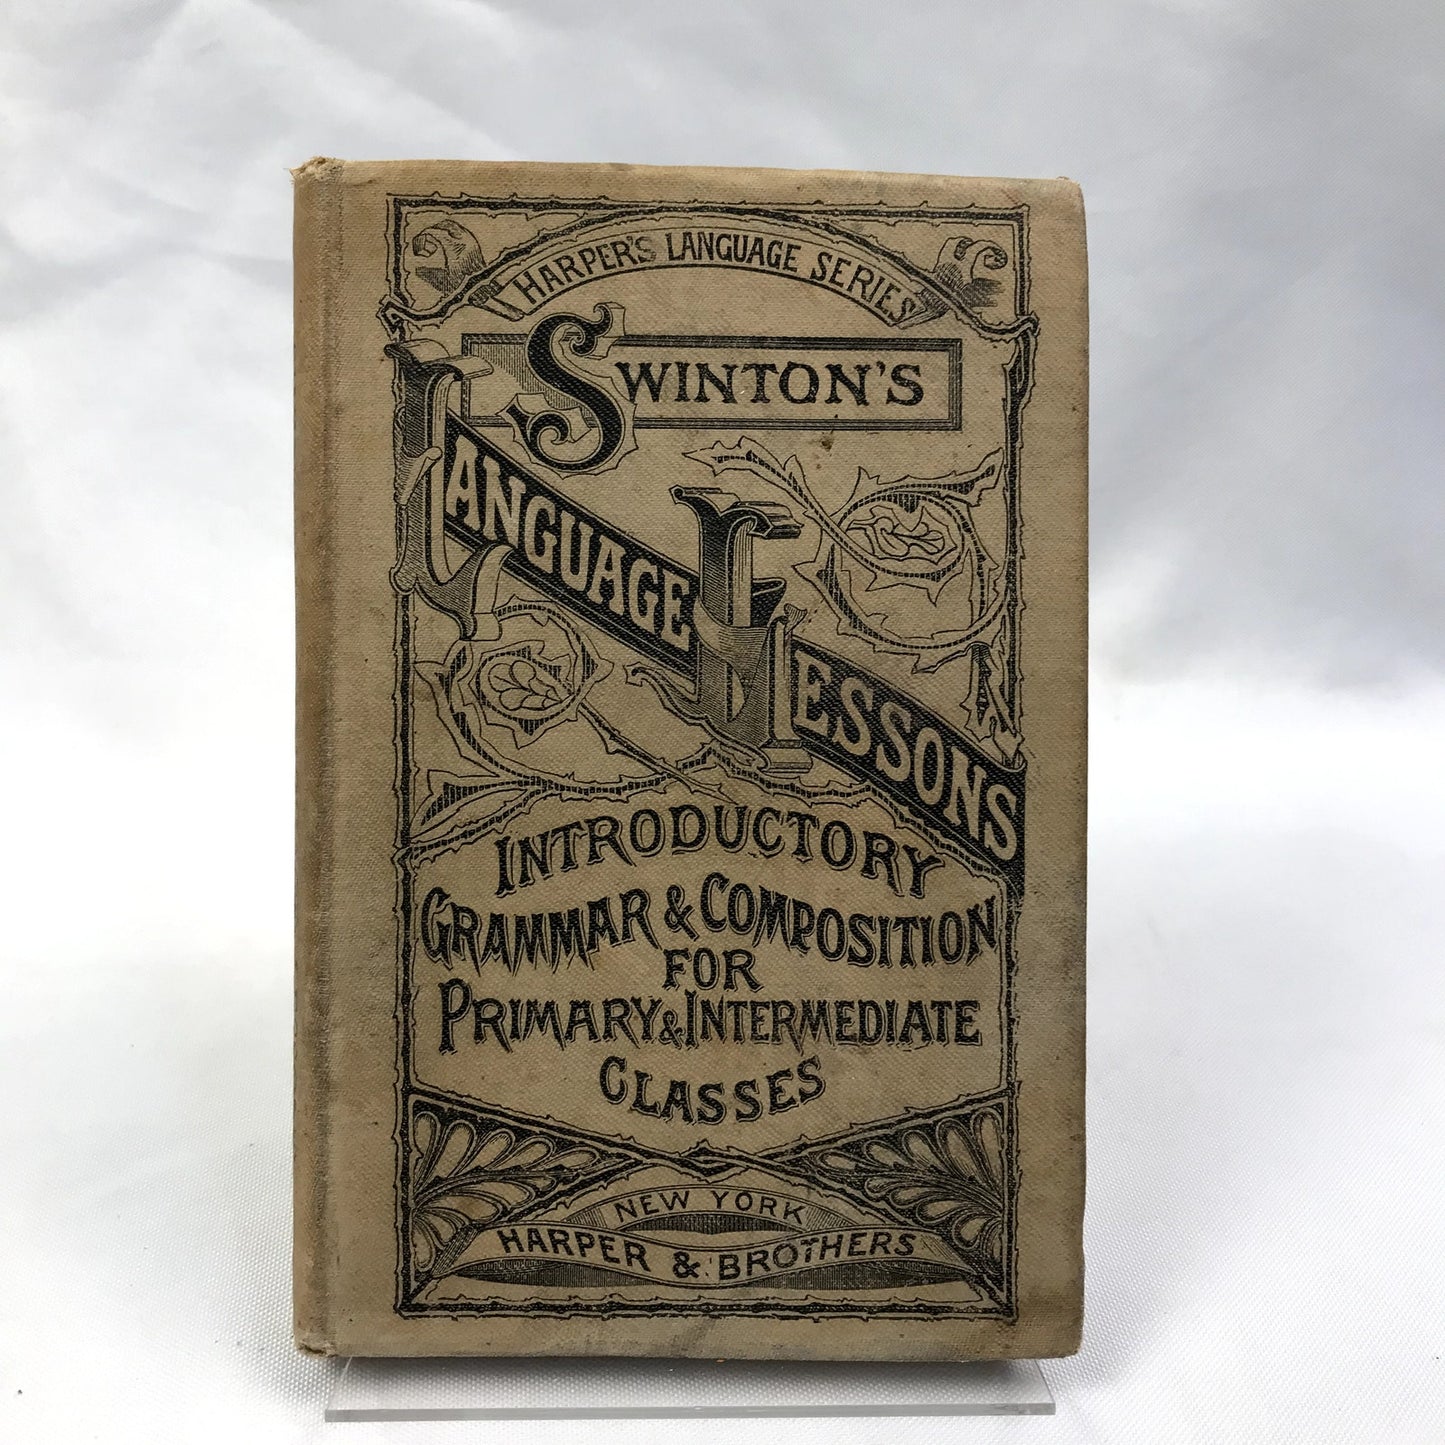 HARPER'S LANGUAGE SERIES
SWINTON'S
LANGUAGE LESSONS
INTRODUCTORY
GRAMMAR & COMPOSITION
FOR
PRIMARY & INTERMEDIATE
CLASSES
NEW YORK
HARPER & BROTHERS